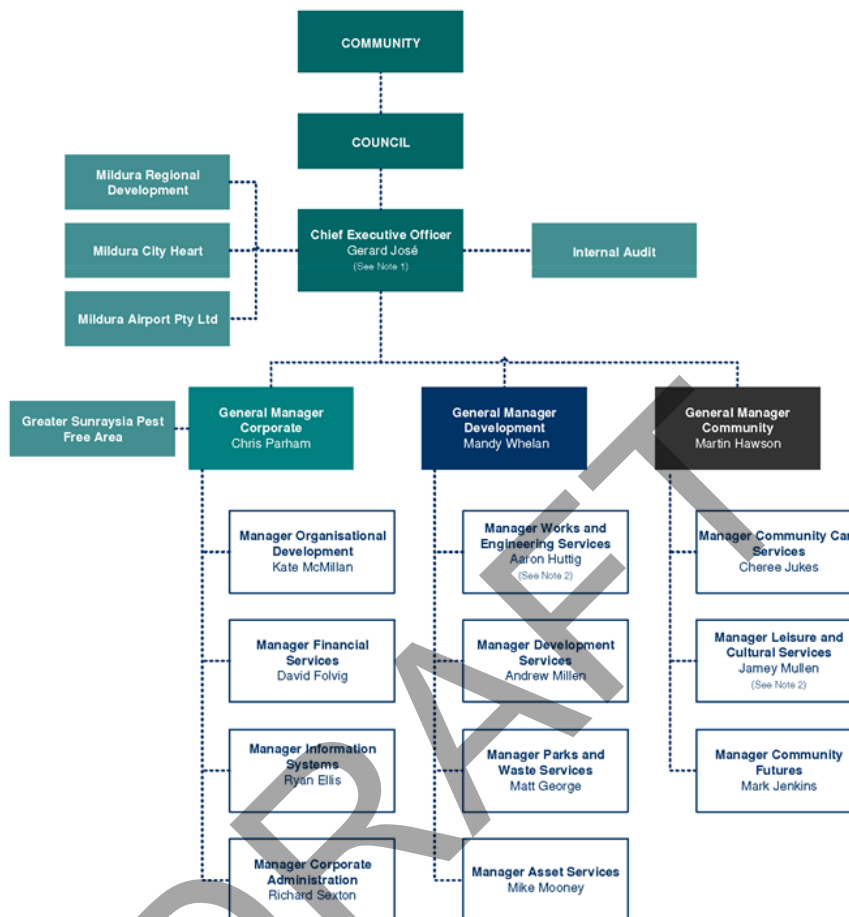 COMMUNITY
COUNCIL
Mildura Regional
Development
Mildura City Heart
Mildura Airport Pty Ltd
Chief Executive Officer
Gerard José
(See Note 1)
Internal Audit
Greater Sunraysia Pest
Free Area
General Manager
Corporate
Chris Parham
General Manager
Development
Mandy Whelan
General Manager
Community
Martin Hawson
Manager Organisational
Development
Kate McMillan
Manager Financial
Services
David Folvig
Manager Information
Systems
Ryan Ellis
Manager Corporate
Administration
Richard Sexton
Manager Works and
Engineering Services
Aaron Huttig
(See Note 2)
Manager Development
Services
Andrew Millen
Manager Parks and
Waste Services
Matt George
Manager Asset Services
Mike Mooney
Manager Community Car
Services
Cheree Jukes
Manager Leisure and
Cultural Services
Jamey Mullen
(See Note 2)
Manager Community
Futures
Mark Jenkins
DRAFT